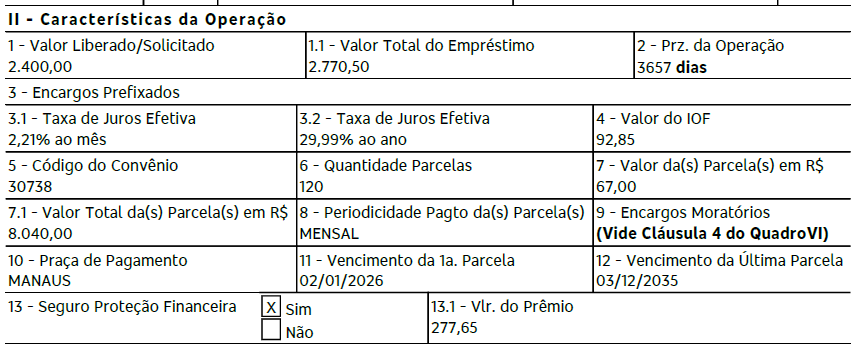 II - Características da Operação
1 - Valor Liberado/Solicitado
2.400,00
1.1 - Valor Total do Empréstimo
2.770,50
2 - Prz. da Operação
3657 dias
3 - Encargos Prefixados
3.1 - Taxa de Juros Efetiva
2,21% ao mês
3.2 - Taxa de Juros Efetiva
29,99% ao ano
4 - Valor do IOF
92,85
5 - Código do Convênio
30738
6 - Quantidade Parcelas
120
7 - Valor da(s) Parcela(s) em R$
67,00
7.1 - Valor Total da(s) Parcela(s) em R$
8.040,00
8 - Periodicidade Pagto da(s) Parcela(s)
MENSAL
9 - Encargos Moratórios
(Vide Cláusula 4 do QuadroVI)
10 - Praça de Pagamento
MANAUS
11 - Vencimento da 1a. Parcela
02/01/2026
12 - Vencimento da Última Parcela
03/12/2035
13 - Seguro Proteção Financeira
X Sim
Não
13.1 - Vlr. do Prêmio
277,65